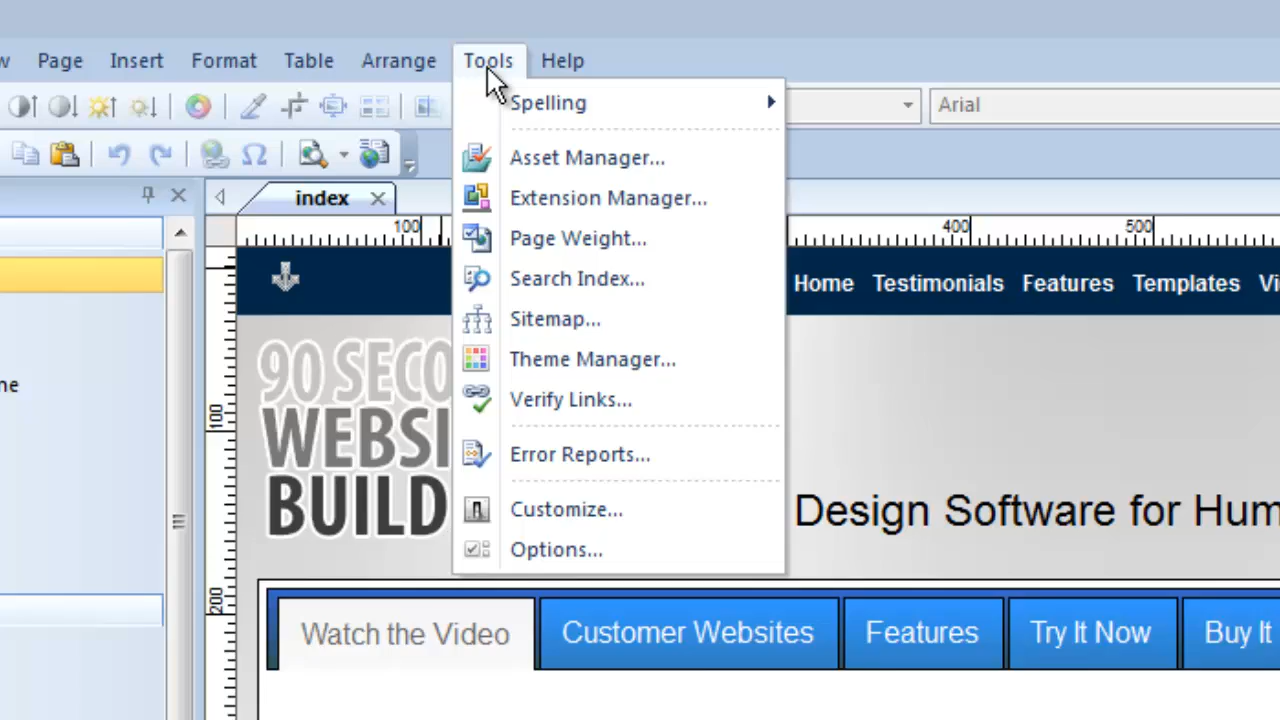 Page Insert Format Table Arrange Tools Help
Spelling
Arial
Asset Manager...
index
Extension Manager...
100 400 500
Page Weight...
Search Index...
Home Testimonials Features Templates
Sitemap...
Theme Manager...
90 SECO
ne
Verify Links...
100
WEBSI
Error Reports...
BUILD
Customize...
Design Software for Hum
Options...
200
Watch the Video Customer Websites Features Try It Now Buy It